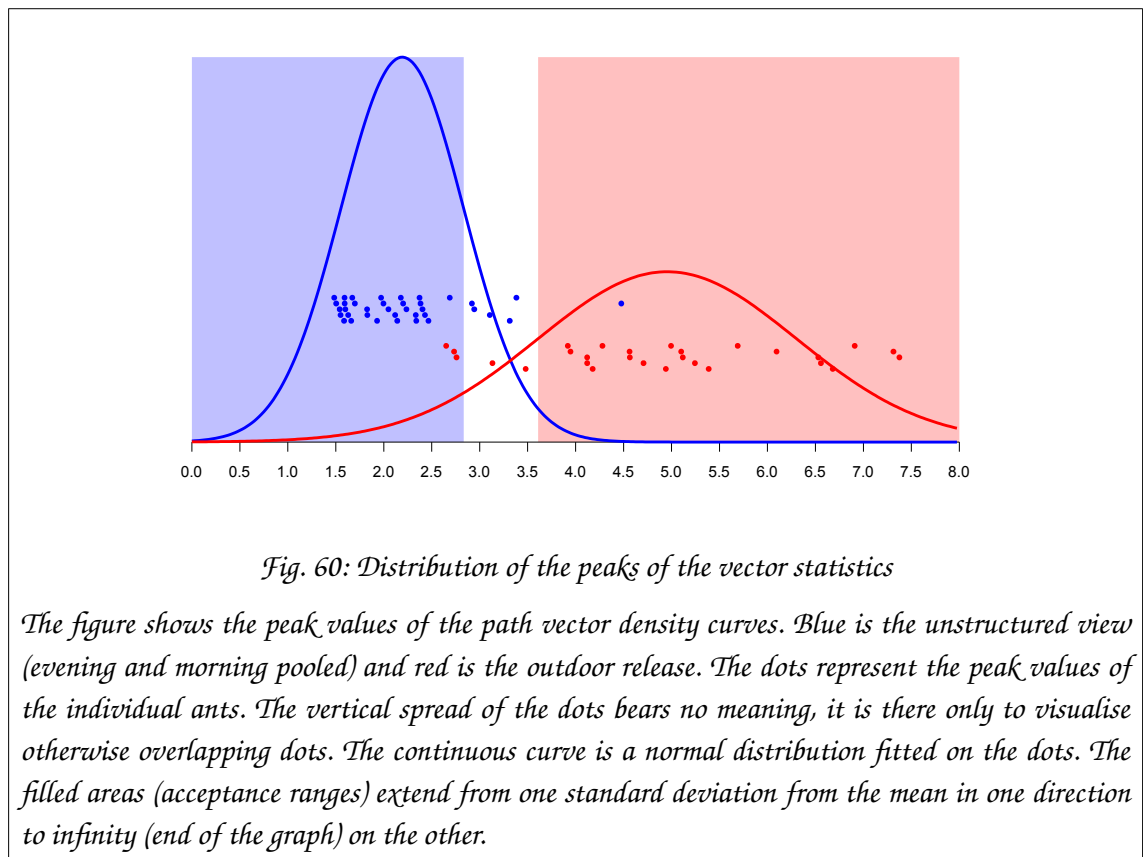 0.0 0.5 1.0 1.5 2.0 2.5 3.0 3.5 4.0 4.5 5.0 5.5 6.0 6.5 7.0 7.5 8.0
Fig. 60: Distribution of the peaks of the vector statistics
The figure shows the peak values of the path vector density curves. Blue is the unstructured view
(evening and morning pooled) and red is the outdoor release. The dots represent the peak values of
the individual ants. The vertical spread of the dots bears no meaning, it is there only to visualise
otherwise overlapping dots. The continuous curve is a normal distribution fitted on the dots. The
filled areas (acceptance ranges) extend from one standard deviation from the mean in one direction
to infinity (end of the graph) on the other.